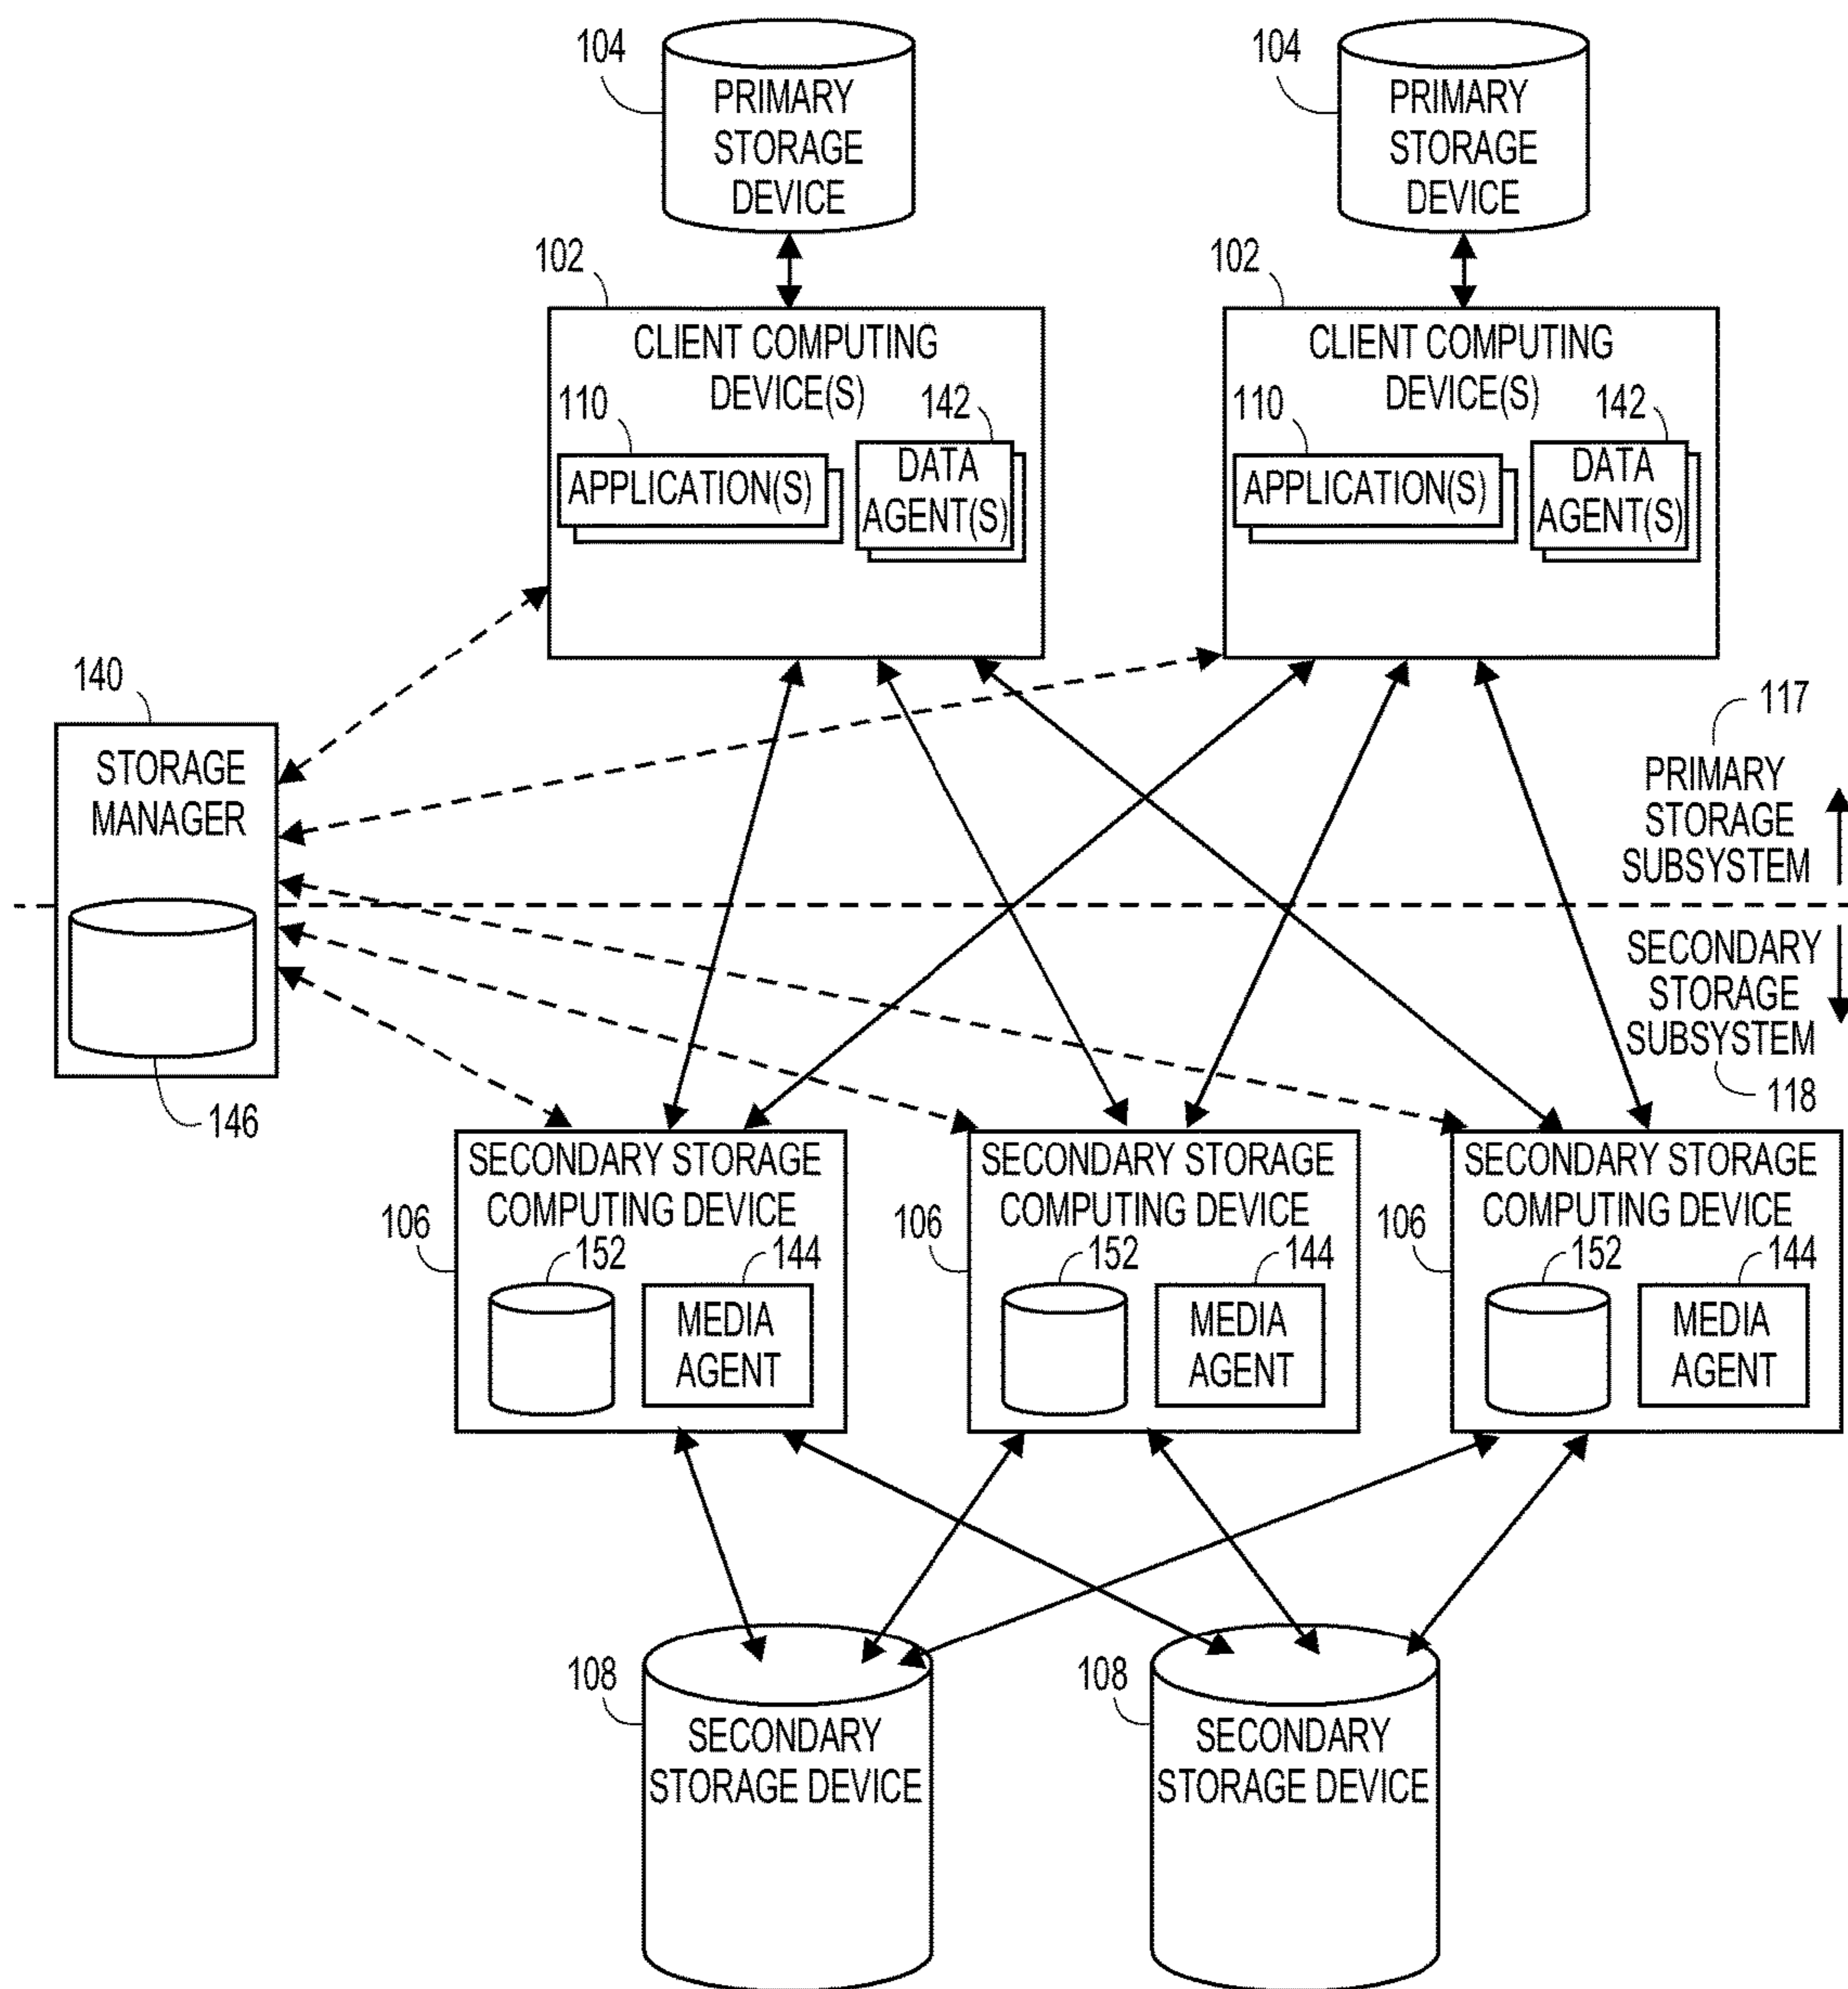 104
PRIMARY
STORAGE
DEVICE
104
PRIMARY
STORAGE
DEVICE
102
CLIENT COMPUTING
DEVICE(S)
110
142
APPLICATION(S)
DATA
AGENT(S)
102
CLIENT COMPUTING
DEVICE(S)
110
142
APPLICATION(S)
DATA
AGENT(S)
140
STORAGE
MANAGER
146
117
PRIMARY
STORAGE
SUBSYSTEM
SECONDARY
STORAGE
SUBSYSTEM
118
SECONDARY STORAGE
COMPUTING DEVICE
106
152
144
MEDIA
AGENT
SECONDARY STORAGE
COMPUTING DEVICE
106
152
144
MEDIA
AGENT
SECONDARY STORAGE
COMPUTING DEVICE
106
152
144
MEDIA
AGENT
108
SECONDARY
STORAGE DEVICE
108
SECONDARY
STORAGE DEVICE